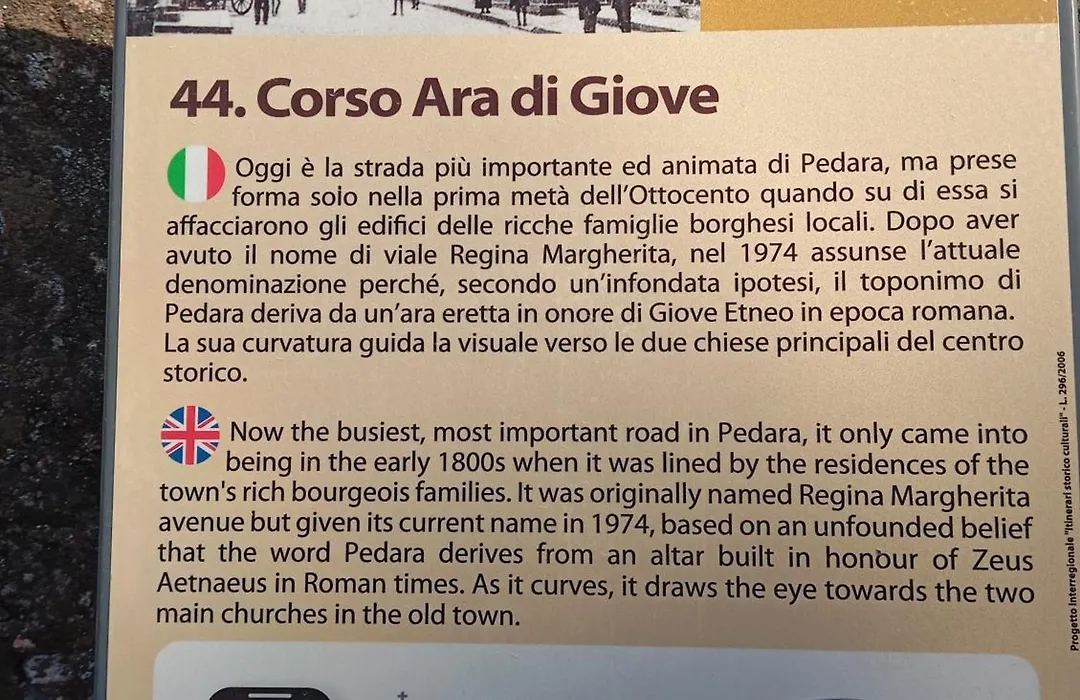 44. Corso Ara di Giove
Oggi è la strada più importante ed animata di Pedara, ma prese
forma solo nella prima metà dell'Ottocento quando su di essa si
affacciarono gli edifici delle ricche famiglie borghesi locali. Dopo aver
avuto il nome di viale Regina Margherita, nel 1974 assunse l'attuale
denominazione perché, secondo un'infondata ipotesi, il toponimo di
Pedara deriva da un'ara eretta in onore di Giove Etneo in epoca romana.
La sua curvatura guida la visuale verso le due chiese principali del centro
storico.
Now the busiest, most important road in Pedara, it only came into
being in the early 1800s when it was lined by the residences of the
town's rich bourgeois families. It was originally named Regina Margherita
avenue but given its current name in 1974, based on an unfounded belief
that the word Pedara derives from an altar built in honour of Zeus
Aetnaeus in Roman times. As it curves, it draws the eye towards the two
main churches in the old town.
Progetto Interregionale "Itinerari storico culturali" - L. 296/2006